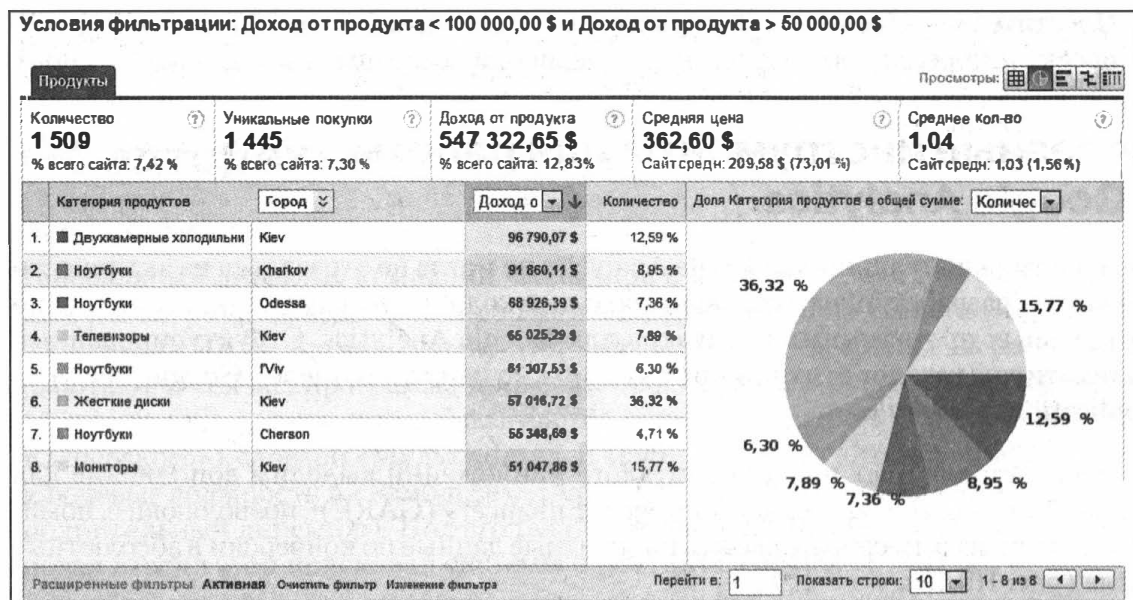 Условия фильтрации: Доход от продукта < 100 000,00 $ и Доход от продукта > 50 000,00 $
Продукты
Просмотры:
Количество ? Уникальные покупки ? Доход от продукта ? Средняя цена ? Среднее кол-во ?
1 509 1 445 547 322,65 $ 362,60 $ 1,04
% всего сайта: 7,42 % % всего сайта: 7,30 % % всего сайта: 12,83% Сайт средн: 209,58 $ (73,01 %) Сайт средн: 1,03 (1,56 %)
Категория продуктов Город Доход о Количество Доля Категория продуктов в общей сумме: Количес
1. Двухкамерные холодильни Kiev 96 790,07 $ 12,59 %
2. Ноутбуки Kharkov 91 860,11 $ 8,95 %
3. Ноутбуки Odessa 68 926,39 $ 7,36 %
4. Телевизоры Kiev 65 025,29 $ 7,89 %
5. Ноутбуки l'Viv 61 307,53 $ 6,30 %
6. Жесткие диски Kiev 57 016,72 $ 36,32 %
7. Ноутбуки Cherson 55 348,69 $ 4,71 %
8. Мониторы Kiev 51 047,86 $ 15,77 %
36,32 %
15,77 %
12,59 %
6,30 %
7,89 %
7,36 %
8,95 %
Расширенные фильтры Активная Очистить фильтр Изменение фильтра Перейти в: 1 Показать строки: 10 1 - 8 из 8